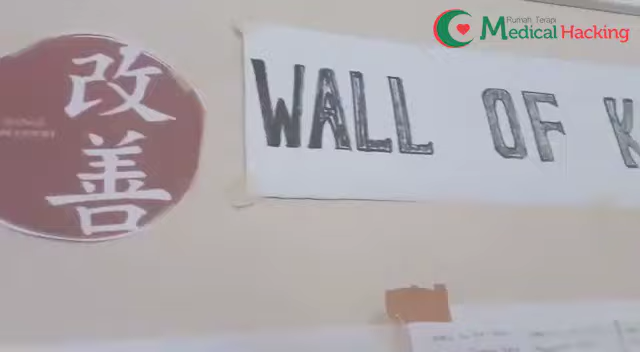 改
善
WALL OF K
Rumah Terapi
Medical Hacking